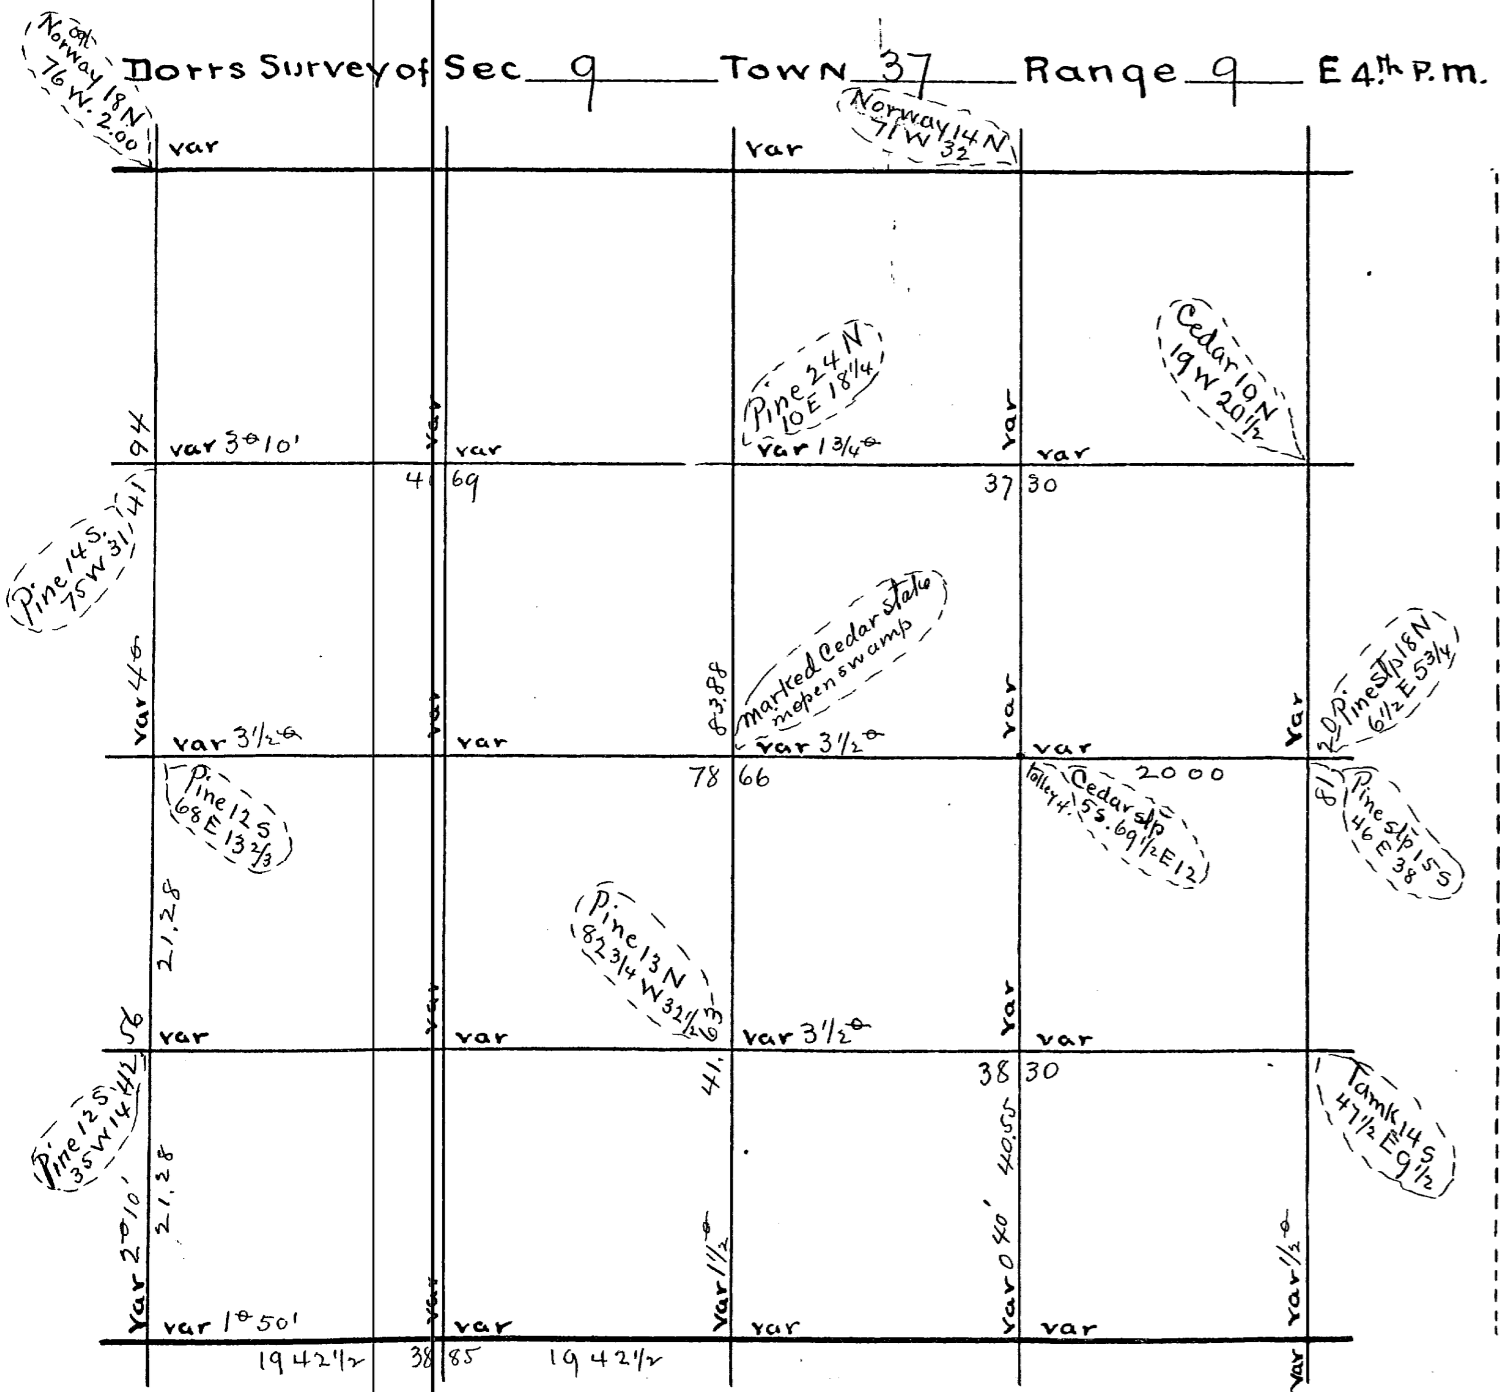 Dorrs Survey of Sec 9 Town 37 Range 9 E 4th P.M.
Norway 18 N
76 W. 2.00
Norway 14 N
71 W 32
var
var
Pine 24 N
10 E 18 1/4
Cedar 10 N
19 W 20 1/2
94
var 3° 10'
var
var
var 1 3/4°
var
var
41 69
37 30
41
Pine 14 S.
75 W 31
marked Cedar stake
in open swamp
Pine stp 18 N
6 1/2 E 5 3/4
var 4°
var 3 1/2°
var
var
83.88
var 3 1/2°
var
var
var
20
78 66
20 00
81
Pine 12 S
68 E 13 2/3
Cedar stp
5 S. 69 1/2 E 12
Pine stp 15 S
46 E 38
21.28
Pine 13 N
82 3/4 W 32 1/2
56
var
var
var
63
var 3 1/2°
var
var
42
41.
38 30
Pine 12 S
35 W 14
Tamk 14 S
47 1/2 E 9 1/2
40.55
21.28
var 2° 10'
var 1° 50'
var
var
var 1 1/2°
var
var 0 40'
var
var 1/2°
19 42 1/2
38 85
19 42 1/2
var